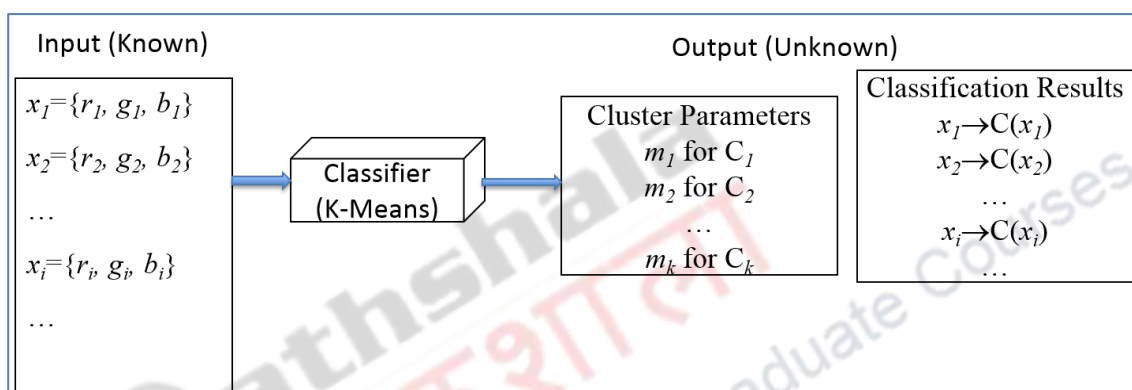 Input (Known)
x₁={r₁, g₁, b₁}
x₂={r₂, g₂, b₂}
…
xᵢ={rᵢ, gᵢ, bᵢ}
…
Classifier
(K-Means)
Output (Unknown)
Cluster Parameters
m₁ for C₁
m₂ for C₂
…
mₖ for Cₖ
Classification Results
x₁→C(x₁)
x₂→C(x₂)
…
xᵢ→C(xᵢ)
…
athshala
शाला
aduate Courses